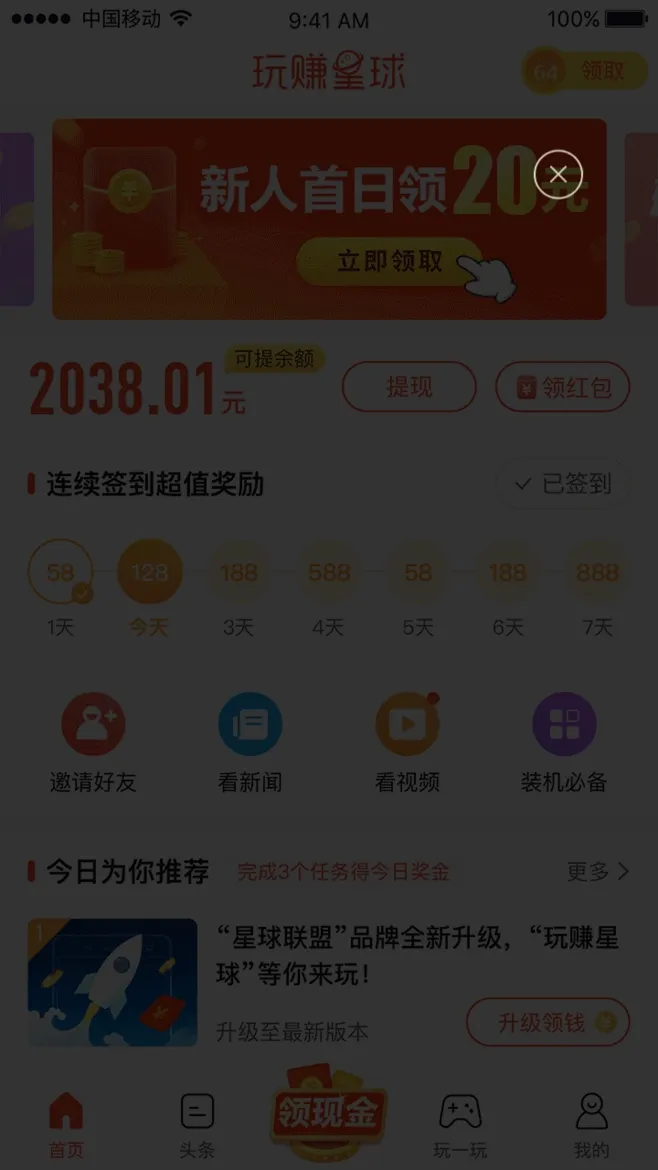 中国移动 9:41 AM 100%
玩赚星球
64 领取
新人首日领20元
立即领取
可提余额
2038.01元
提现
领红包
连续签到超值奖励
已签到
58 128 188 588 58 188 888
1天 今天 3天 4天 5天 6天 7天
邀请好友 看新闻 看视频 装机必备
今日为你推荐 完成3个任务得今日奖金 更多
1
“星球联盟”品牌全新升级，“玩赚星
球”等你来玩！
升级至最新版本
升级领钱
领现金
首页 头条 玩一玩 我的